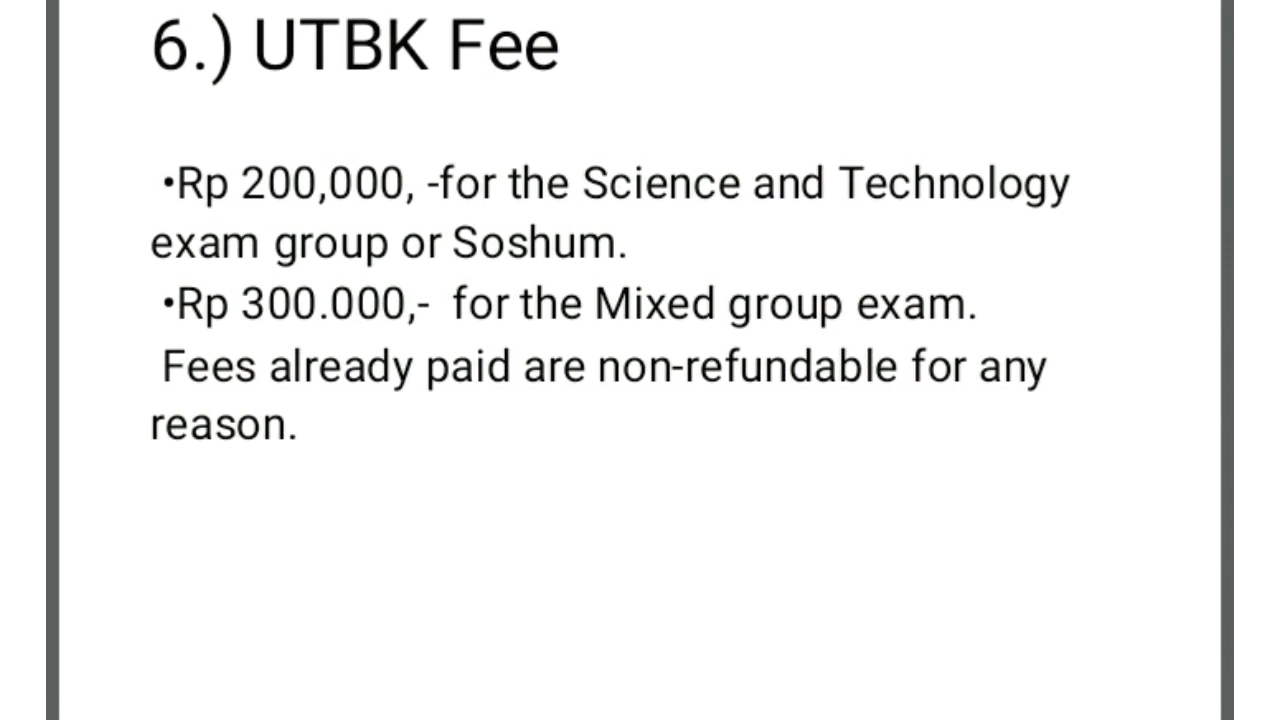 6.) UTBK Fee
•Rp 200,000, -for the Science and Technology
exam group or Soshum.
•Rp 300.000,-  for the Mixed group exam.
Fees already paid are non-refundable for any
reason.